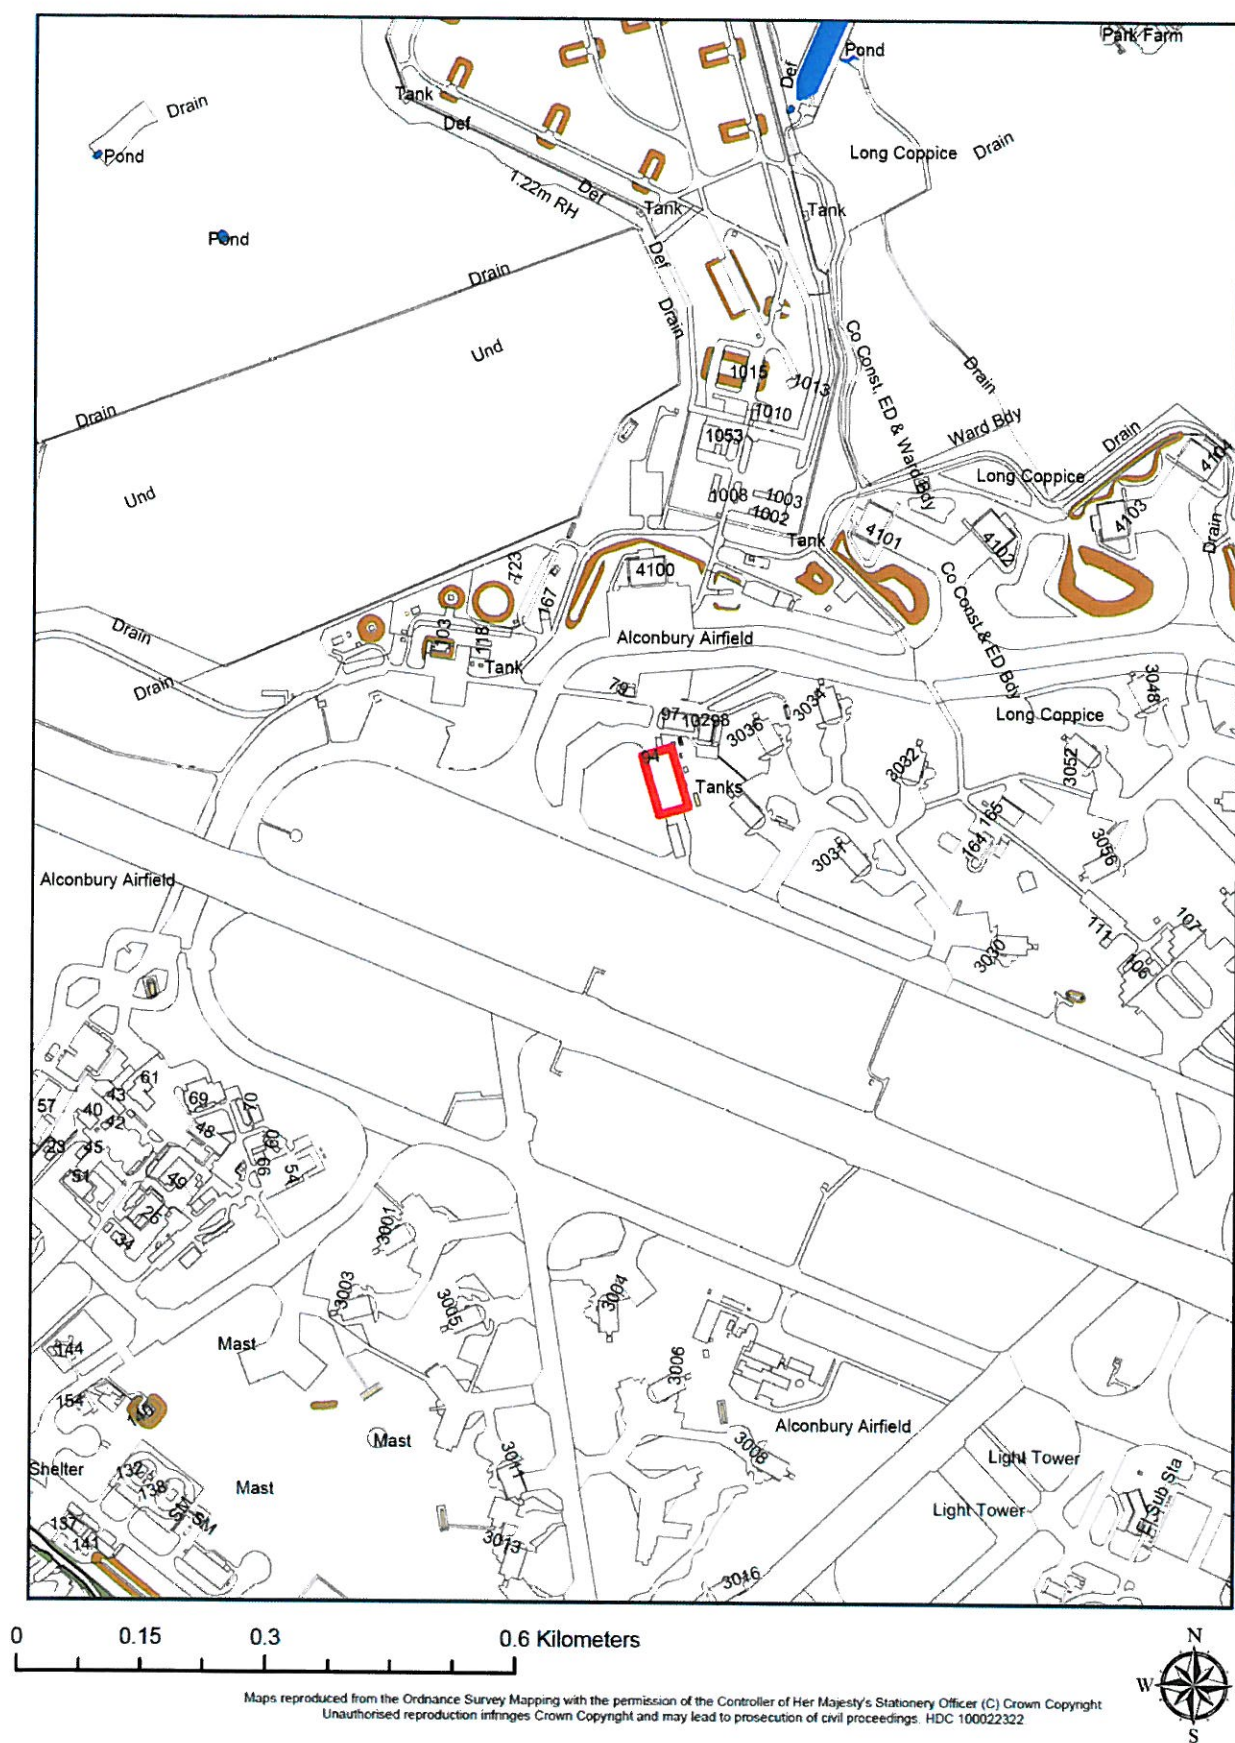 Park Farm
Pond
Def
Drain
Tank
Def
Long Coppice
Drain
Pond
1.22m RH
Def
Tank
Tank
Pond
Def
Drain
Drain
Und
Co Const, ED & Ward Bdy
1015
1013
Drain
1010
Drain
1053
Ward Bdy
Drain
4104
Long Coppice
Und
1008
1003
1002
4103
Tank
4101
4102
Drain
723
4100
167
Co Const & ED Bdy
103
118
Drain
Alconbury Airfield
Tank
Drain
79
3048
97
10298
3034
3036
Long Coppice
3052
3032
Tanks
165
164
3031
3056
Alconbury Airfield
111
107
3030
106
61
57
43
40
69
70
42
48
23
45
66
54
51
49
26
34
3001
3003
3005
3004
Mast
144
3006
154
Alconbury Airfield
Mast
3008
Light Tower
Shelter
139
3011
138
Mast
El Sub Sta
SM
Light Tower
137
141
3013
3016
0 0.15 0.3 0.6 Kilometers
N
W
S
Maps reproduced from the Ordnance Survey Mapping with the permission of the Controller of Her Majesty's Stationery Officer (C) Crown Copyright
Unauthorised reproduction infringes Crown Copyright and may lead to prosecution of civil proceedings. HDC 100022322